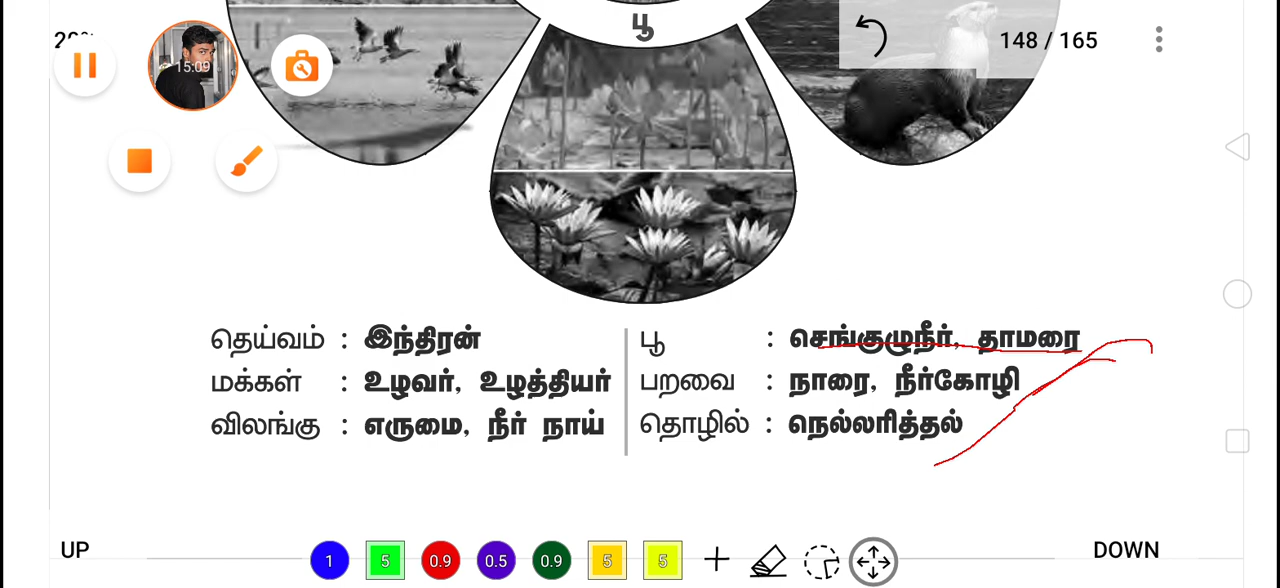 பூ
148 / 165
15:09
தெய்வம் : இந்திரன்
மக்கள் : உழவர், உழத்தியர்
விலங்கு : எருமை, நீர் நாய்
பூ : செங்குழுநீர், தாமரை
பறவை : நாரை, நீர்கோழி
தொழில் : நெல்லரித்தல்
UP
1 5 0.9 0.5 0.9 5 5
DOWN